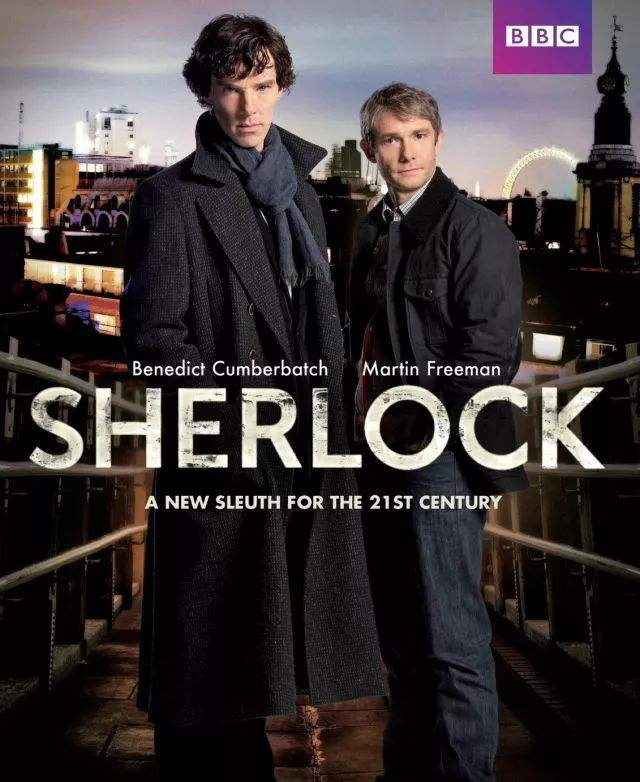 BBC
Benedict Cumberbatch Martin Freeman
SHERLOCK
A NEW SLEUTH FOR THE 21ST CENTURY